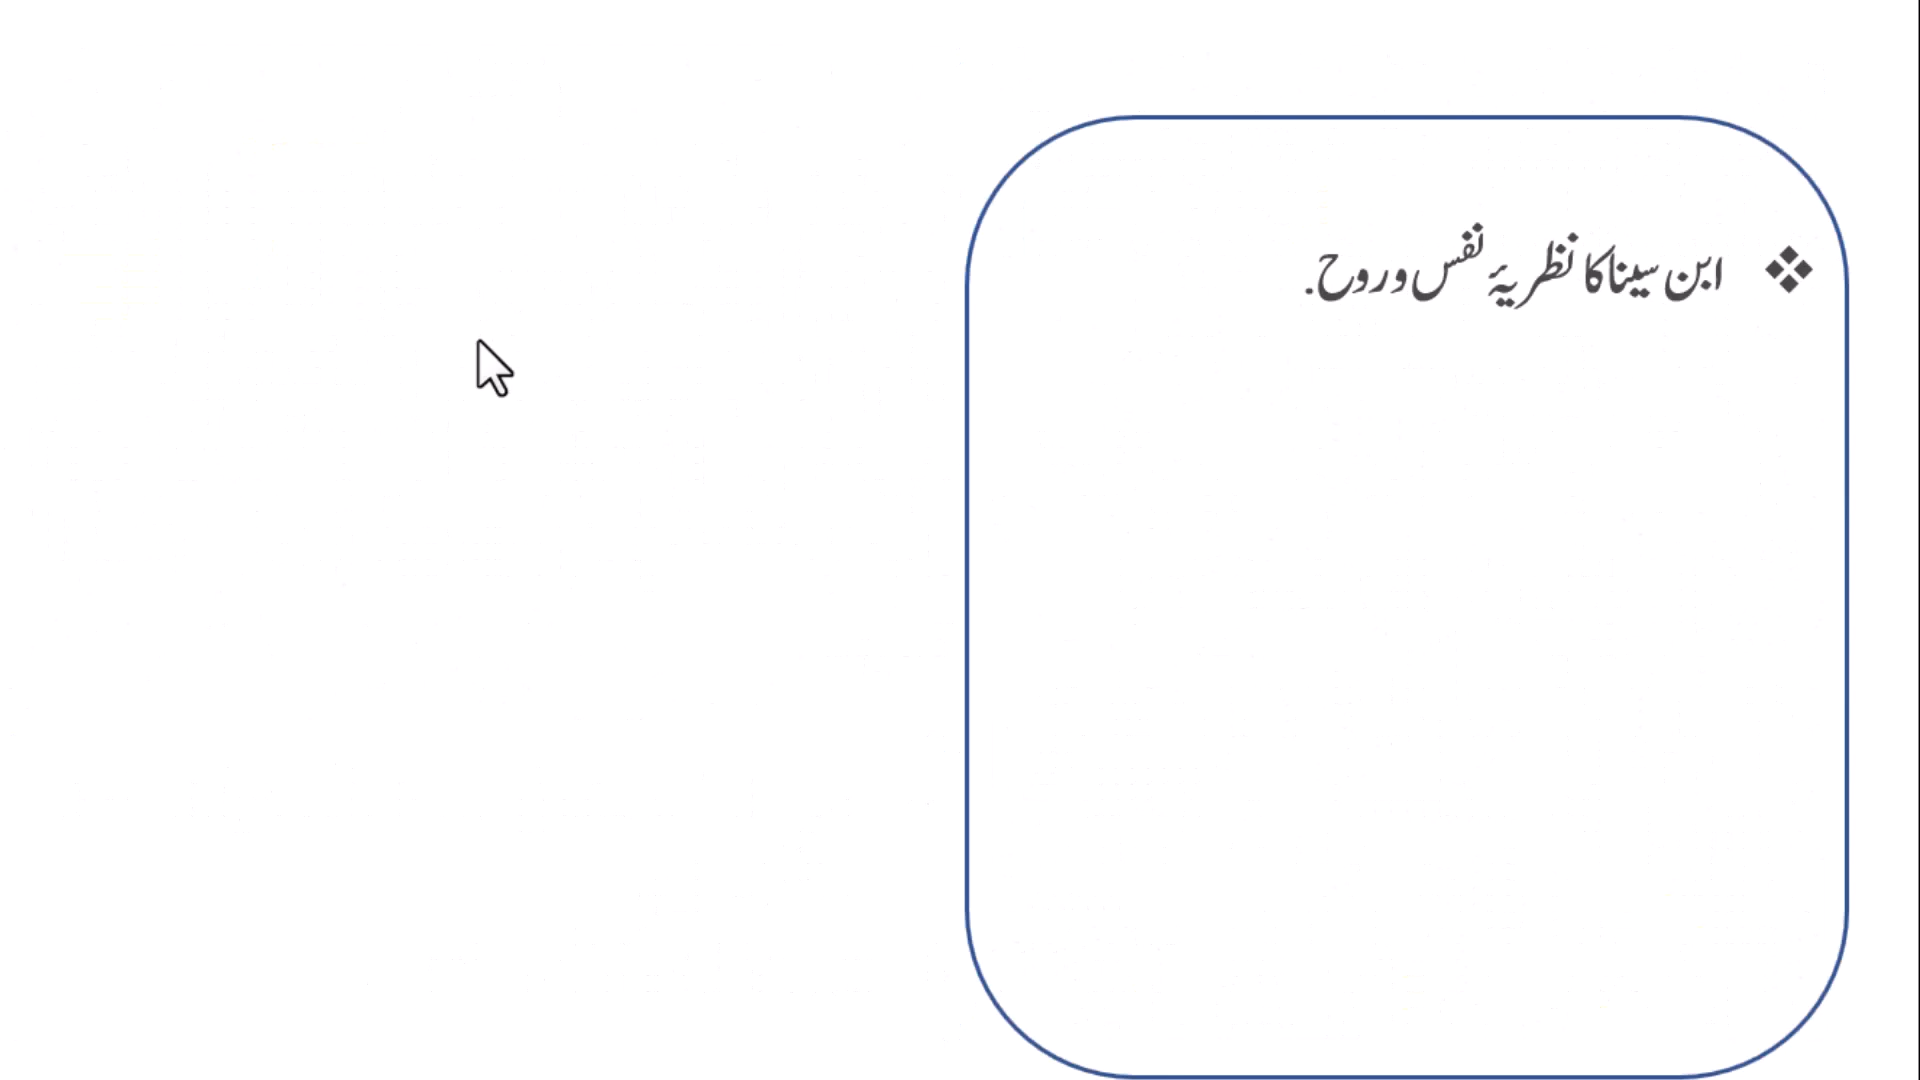 ❖ ابن سینا کا نظریۂ نفس و روح.